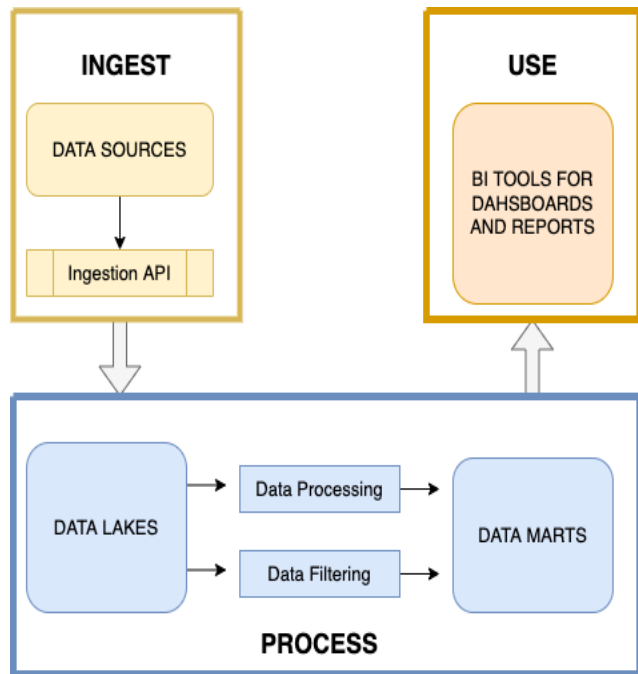 INGEST
DATA SOURCES
Ingestion API
USE
BI TOOLS FOR
DAHSBOARDS
AND REPORTS
DATA LAKES
Data Processing
Data Filtering
DATA MARTS
PROCESS